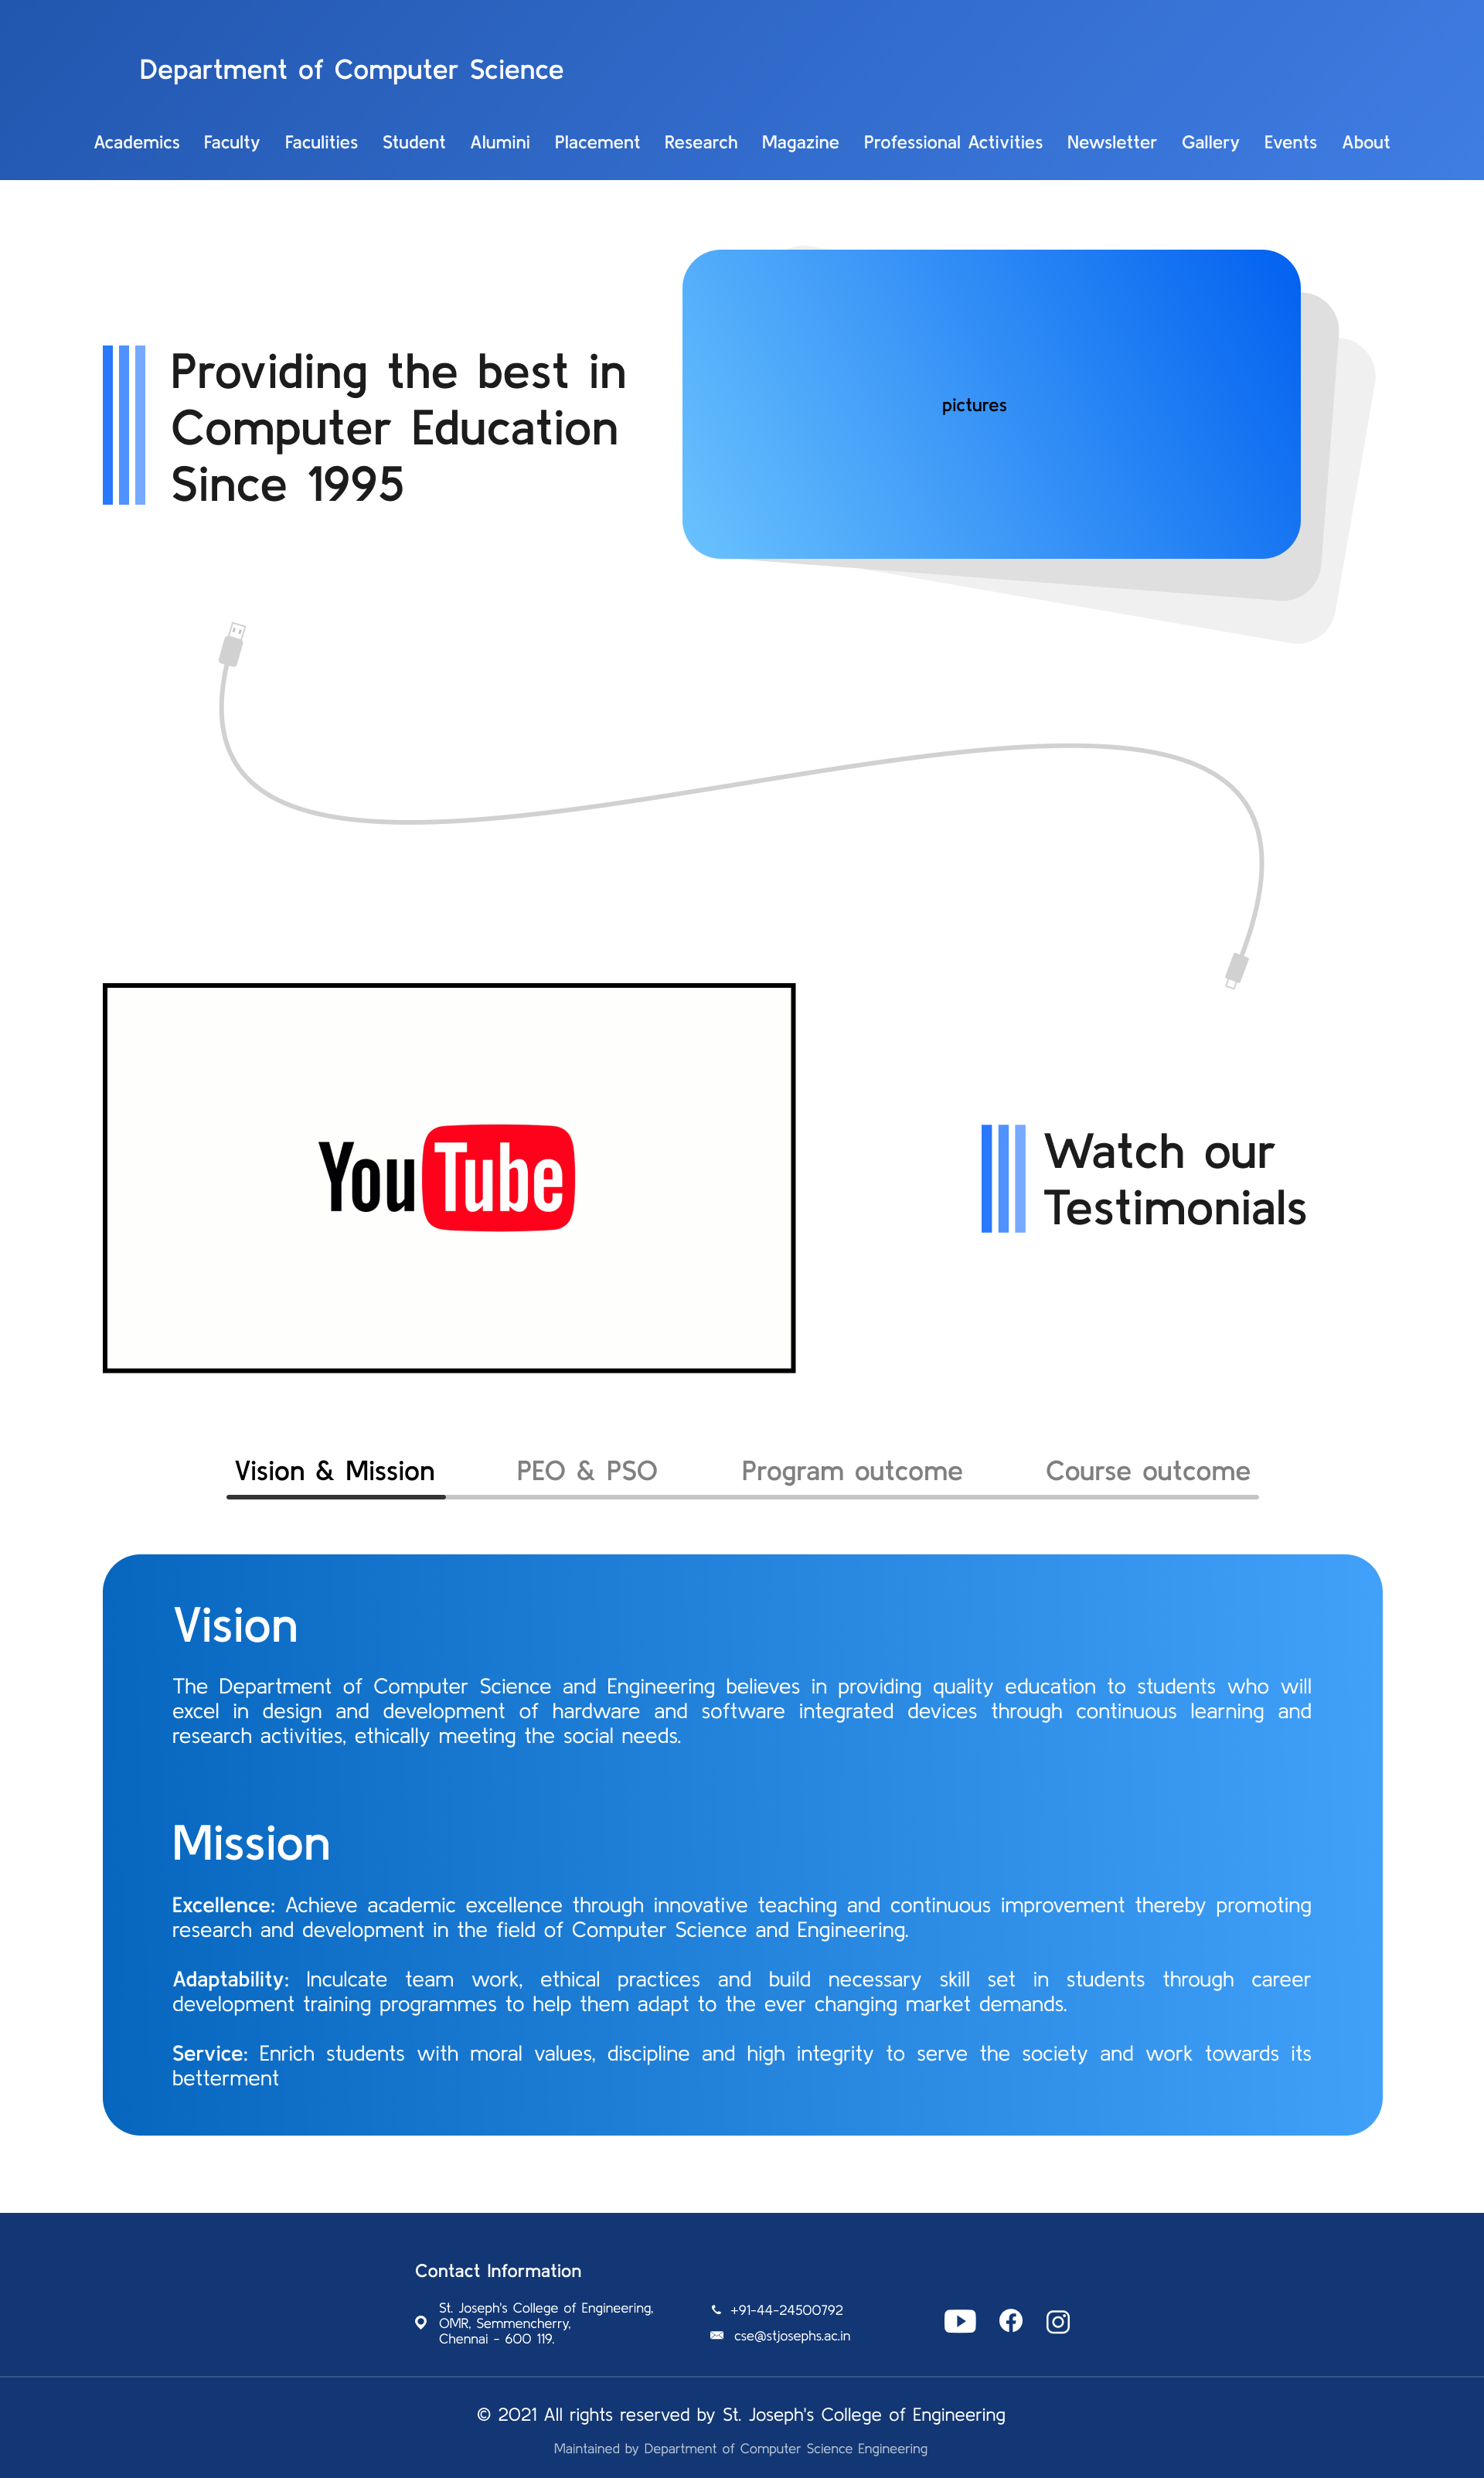 Department of Computer Science
Academics Faculty Faculities Student Alumini Placement Research Magazine Professional Activities Newsletter Gallery Events About
Providing the best in
Computer Education
Since 1995
pictures
YouTube
Watch our
Testimonials
Vision & Mission PEO & PSO Program outcome Course outcome
Vision
The Department of Computer Science and Engineering believes in providing quality education to students who will
excel in design and development of hardware and software integrated devices through continuous learning and
research activities, ethically meeting the social needs.
Mission
Excellence: Achieve academic excellence through innovative teaching and continuous improvement thereby promoting
research and development in the field of Computer Science and Engineering.
Adaptability: Inculcate team work, ethical practices and build necessary skill set in students through career
development training programmes to help them adapt to the ever changing market demands.
Service: Enrich students with moral values, discipline and high integrity to serve the society and work towards its
betterment
Contact Information
St. Joseph's College of Engineering,
OMR, Semmencherry,
Chennai - 600 119.
+91-44-24500792
cse@stjosephs.ac.in
© 2021 All rights reserved by St. Joseph's College of Engineering
Maintained by Department of Computer Science Engineering